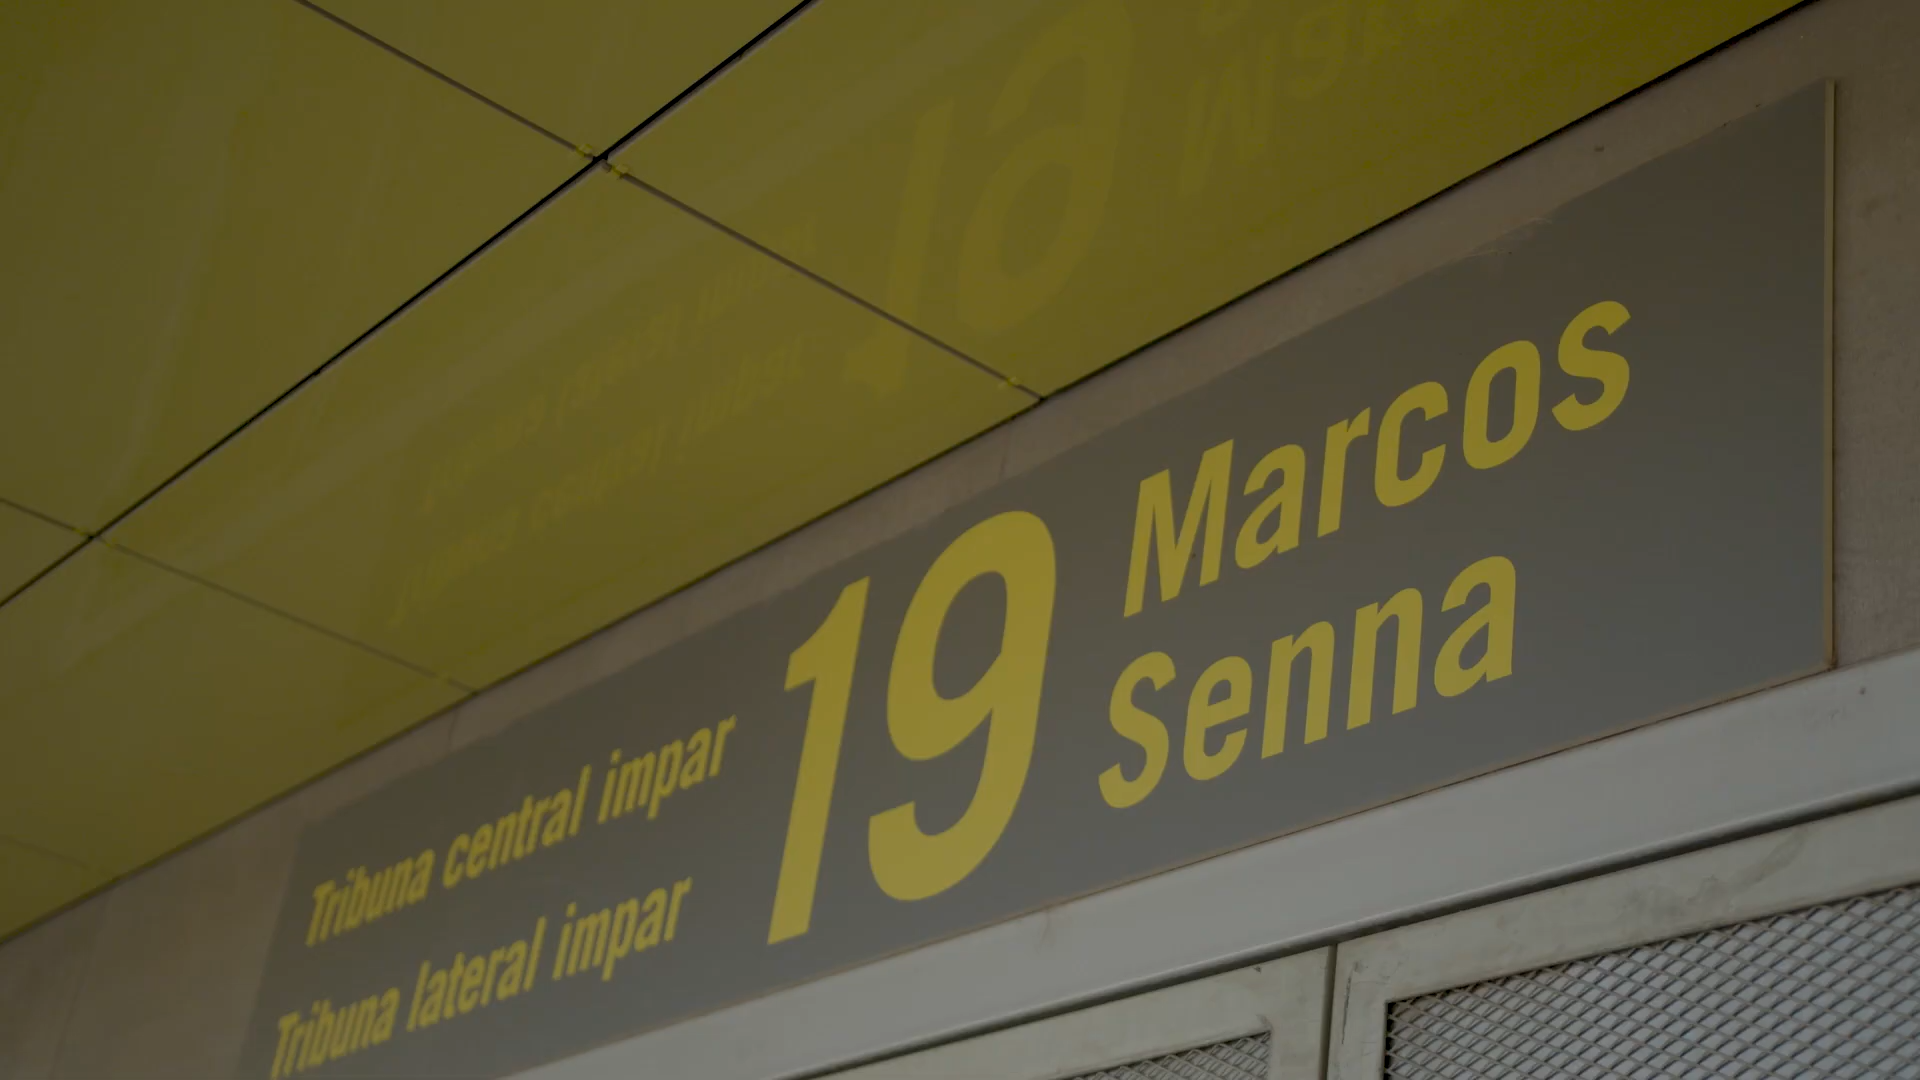 Tribuna central impar
Tribuna lateral impar
19
Marcos
Senna